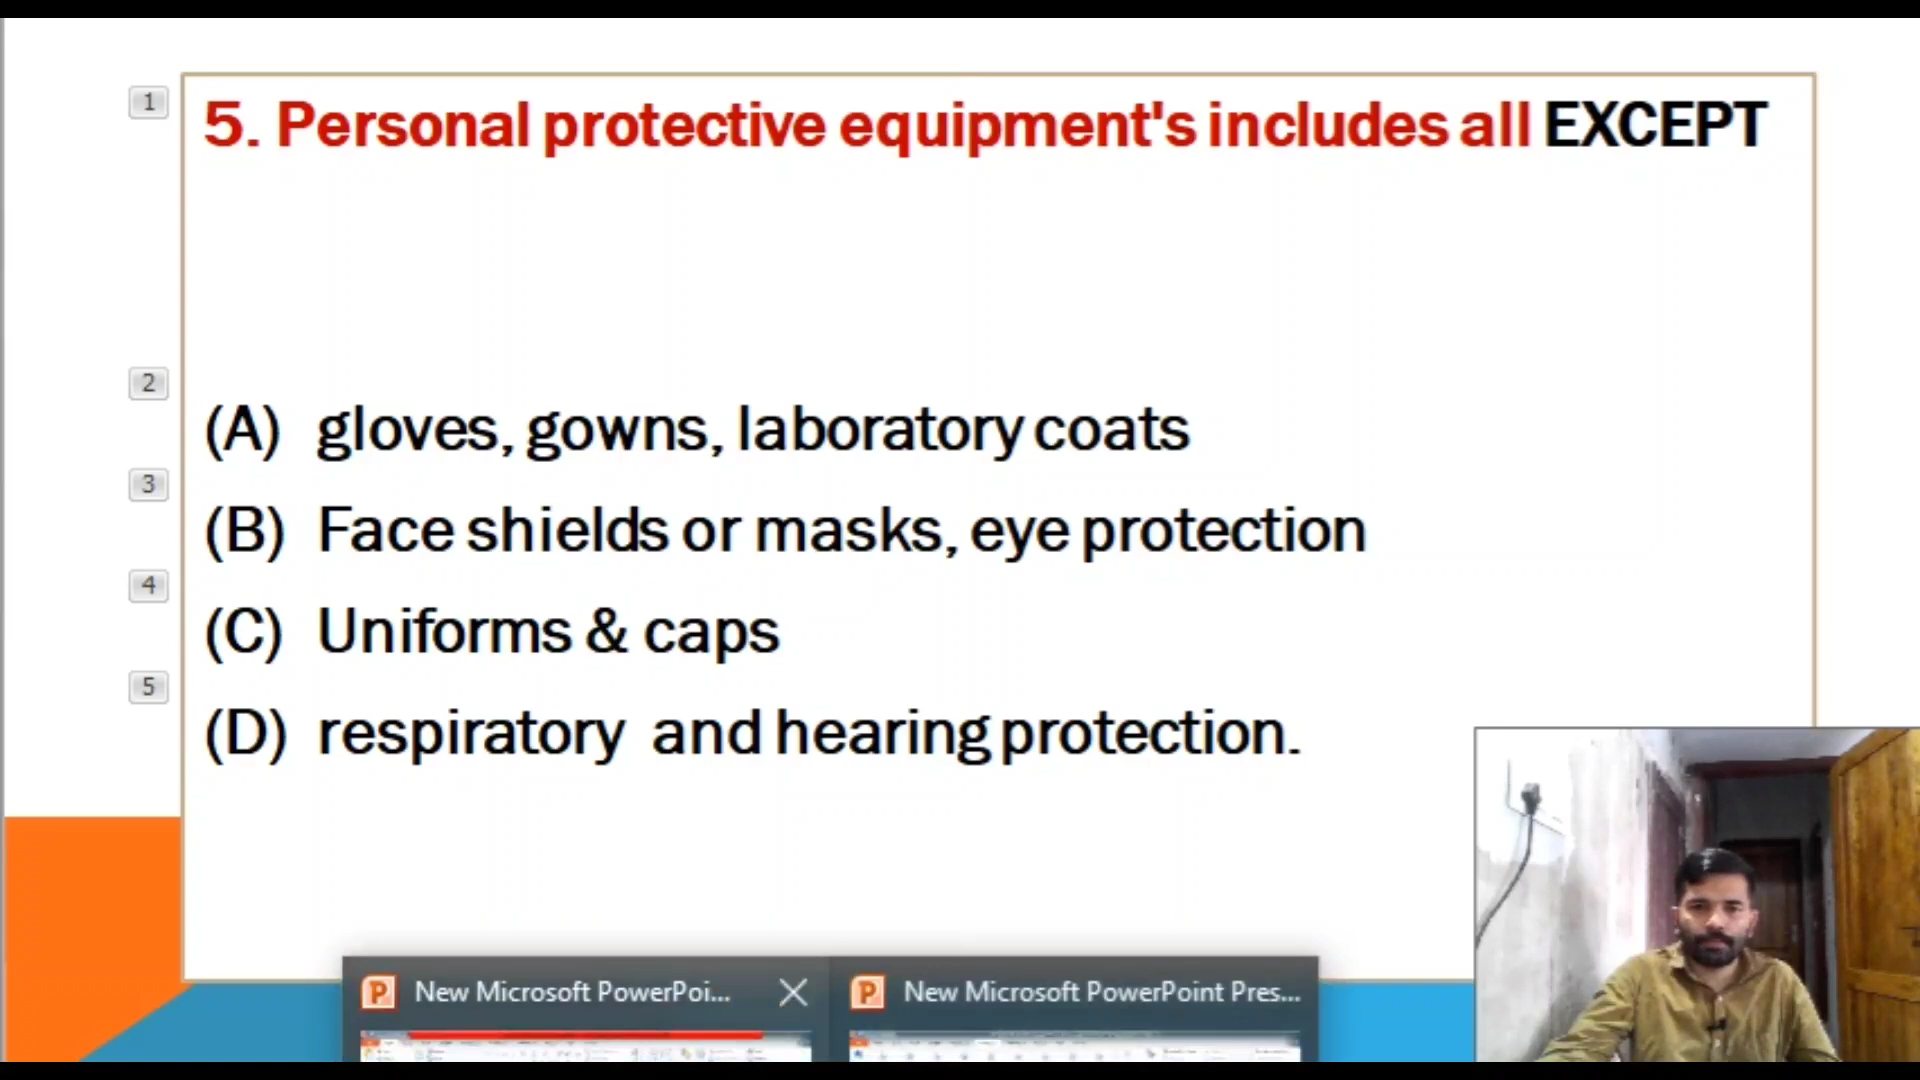 1
5. Personal protective equipment's includes all EXCEPT
2
(A) gloves, gowns, laboratory coats
3
(B) Face shields or masks, eye protection
4
(C) Uniforms & caps
5
(D) respiratory and hearing protection.
New Microsoft PowerPoi...
New Microsoft PowerPoint Pres...